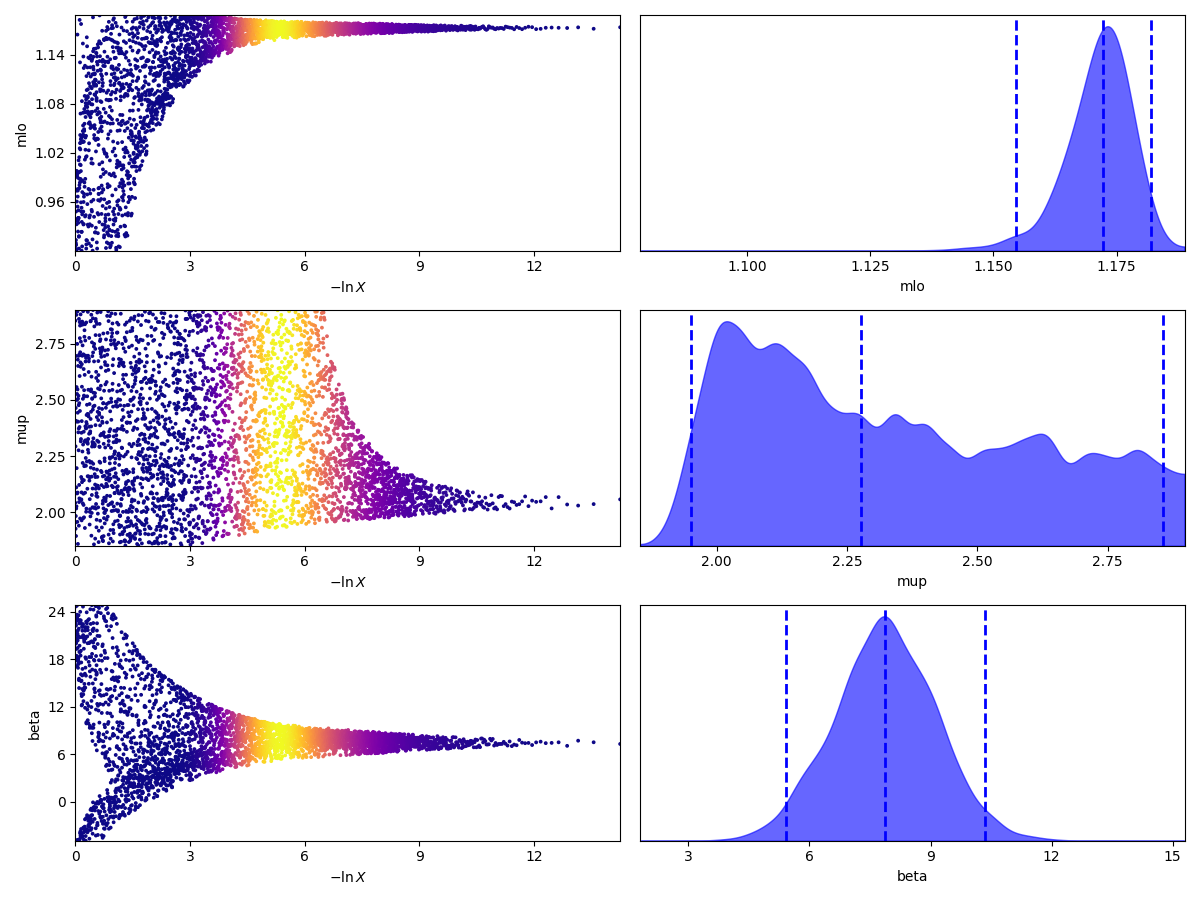 1.14
1.08
1.02
0.96
mlo
0 3 6 9 12
−ln X
1.100 1.125 1.150 1.175
mlo
2.75
2.50
2.25
2.00
mup
0 3 6 9 12
−ln X
2.00 2.25 2.50 2.75
mup
24
18
12
6
0
beta
0 3 6 9 12
−ln X
3 6 9 12 15
beta